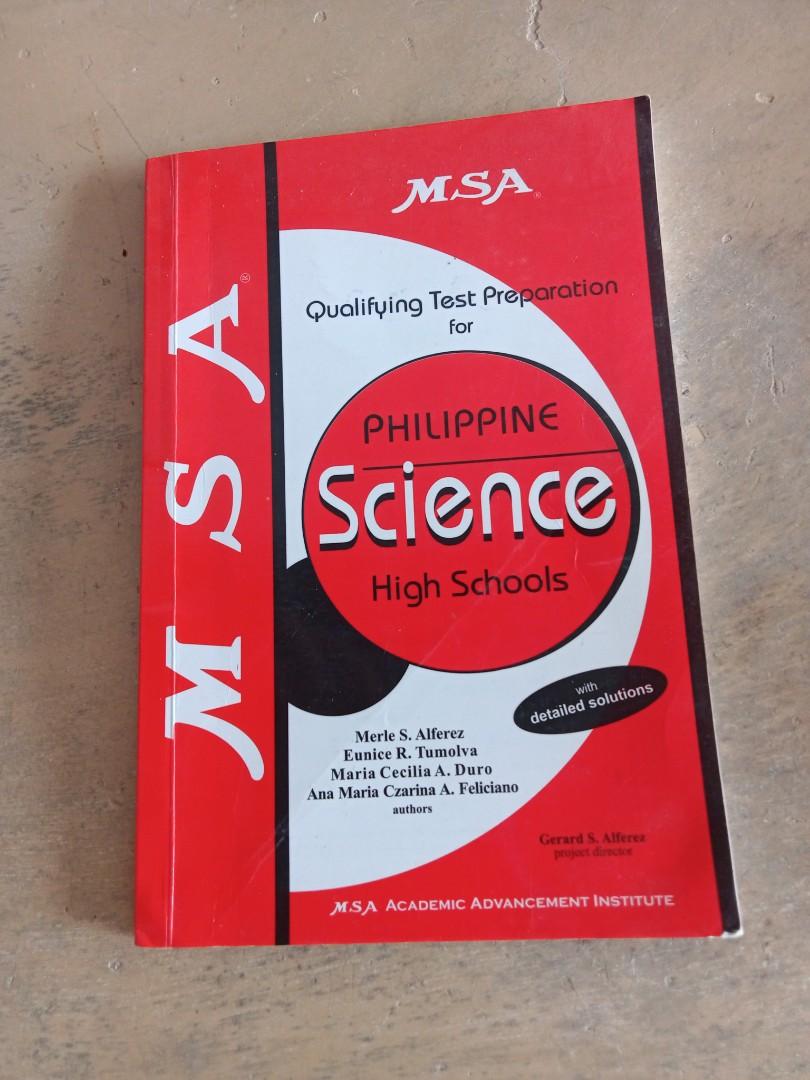 MSA®
MSA®
Qualifying Test Preparation
for
PHILIPPINE
Science
High Schools
with
detailed solutions
Merle S. Alferez
Eunice R. Tumolva
Maria Cecilia A. Duro
Ana Maria Czarina A. Feliciano
authors
Gerard S. Alferez
project director
MSA ACADEMIC ADVANCEMENT INSTITUTE